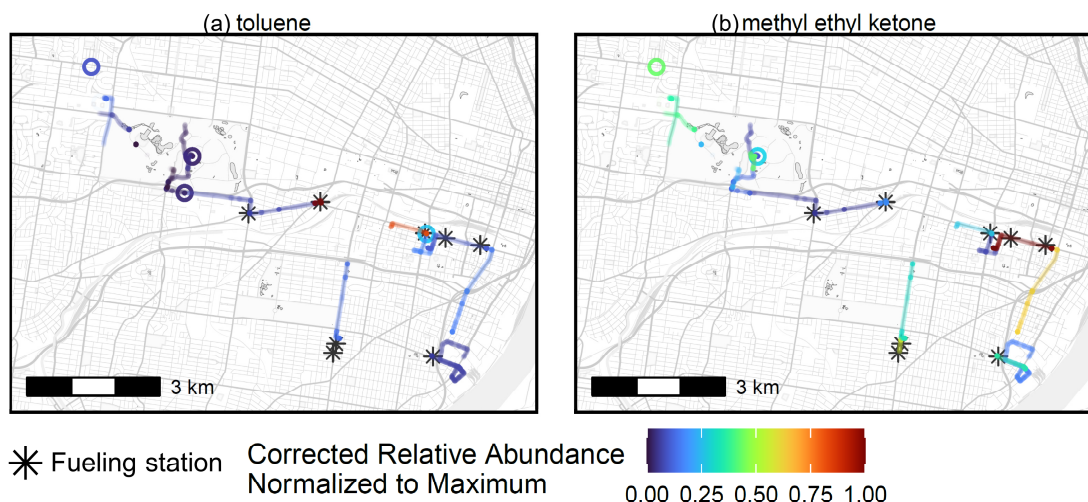 (a) toluene
(b) methyl ethyl ketone
3 km
3 km
Fueling station
Corrected Relative Abundance
Normalized to Maximum
0.00 0.25 0.50 0.75 1.00